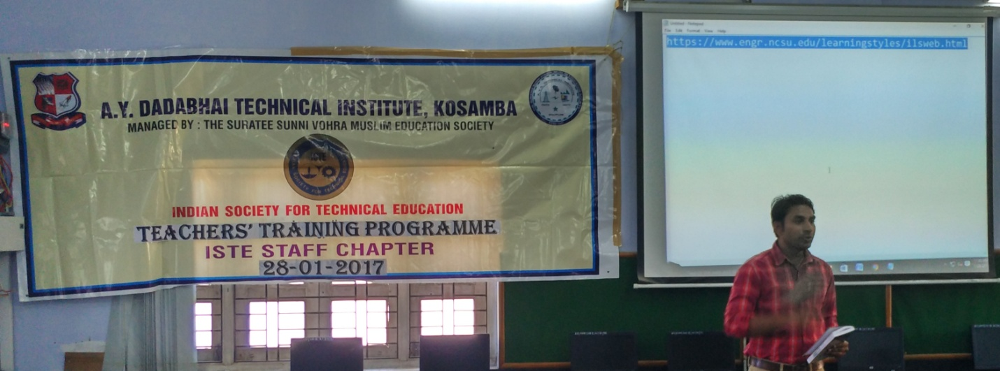 A.Y. DADABHAI TECHNICAL INSTITUTE, KOSAMBA
MANAGED BY : THE SURATEE SUNNI VOHRA MUSLIM EDUCATION SOCIETY
INDIAN SOCIETY FOR TECHNICAL EDUCATION
TEACHERS' TRAINING PROGRAMME
ISTE STAFF CHAPTER
28-01-2017
Untitled - Notepad
File Edit Format View Help
https://www.engr.ncsu.edu/learningstyles/ilsweb.html